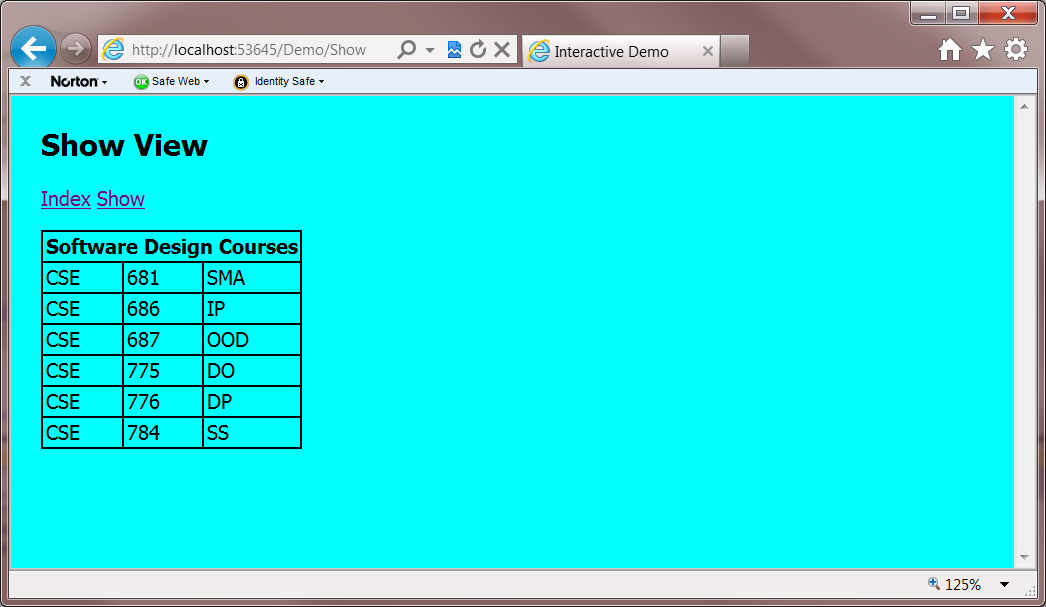 http://localhost:53645/Demo/Show
Interactive Demo
x Norton OK Safe Web Identity Safe
Show View
Index Show
Software Design Courses
CSE 681 SMA
CSE 686 IP
CSE 687 OOD
CSE 775 DO
CSE 776 DP
CSE 784 SS
125%